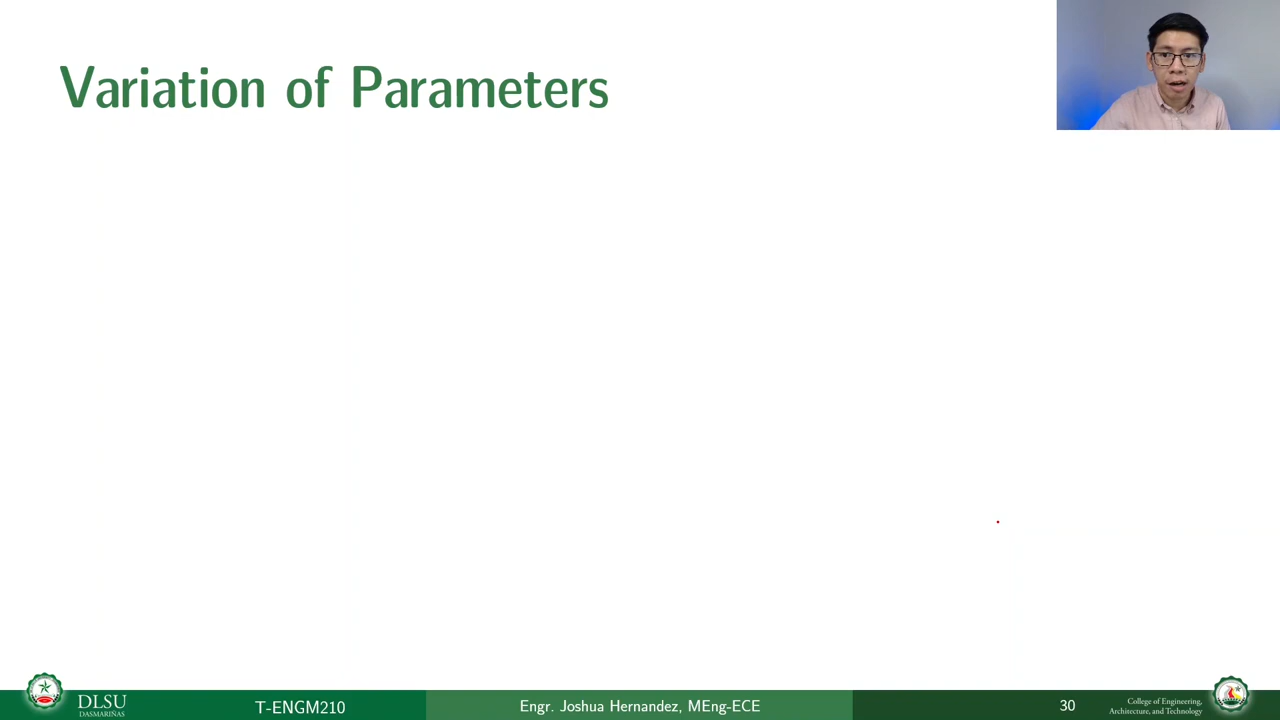 Variation of Parameters
DLSU
DASMARIÑAS
T-ENGM210
Engr. Joshua Hernandez, MEng-ECE
30
College of Engineering,
Architecture, and Technology